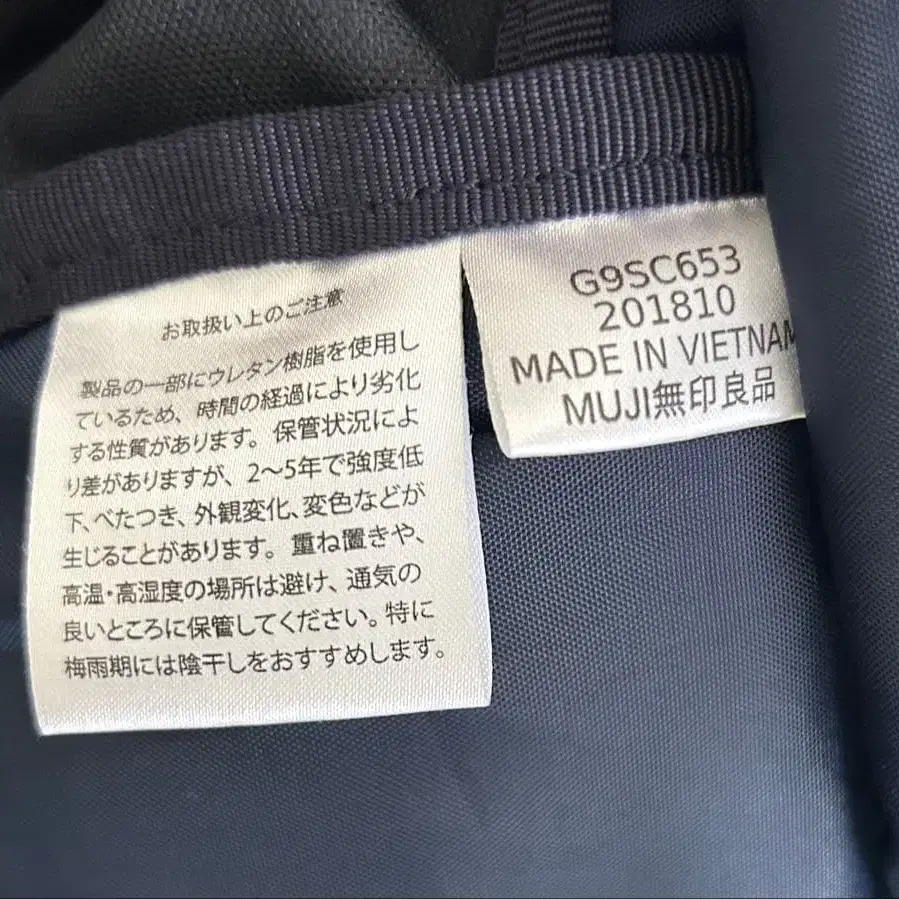 お取扱い上のご注意
製品の一部にウレタン樹脂を使用し
ているため、時間の経過により劣化
する性質があります。保管状況によ
り差がありますが、2〜5年で強度低
下、べたつき、外観変化、変色などが
生じることがあります。重ね置きや、
高温・高湿度の場所は避け、通気の
良いところに保管してください。特に
梅雨期には陰干しをおすすめします。
G9SC653
201810
MADE IN VIETNAM
MUJI無印良品